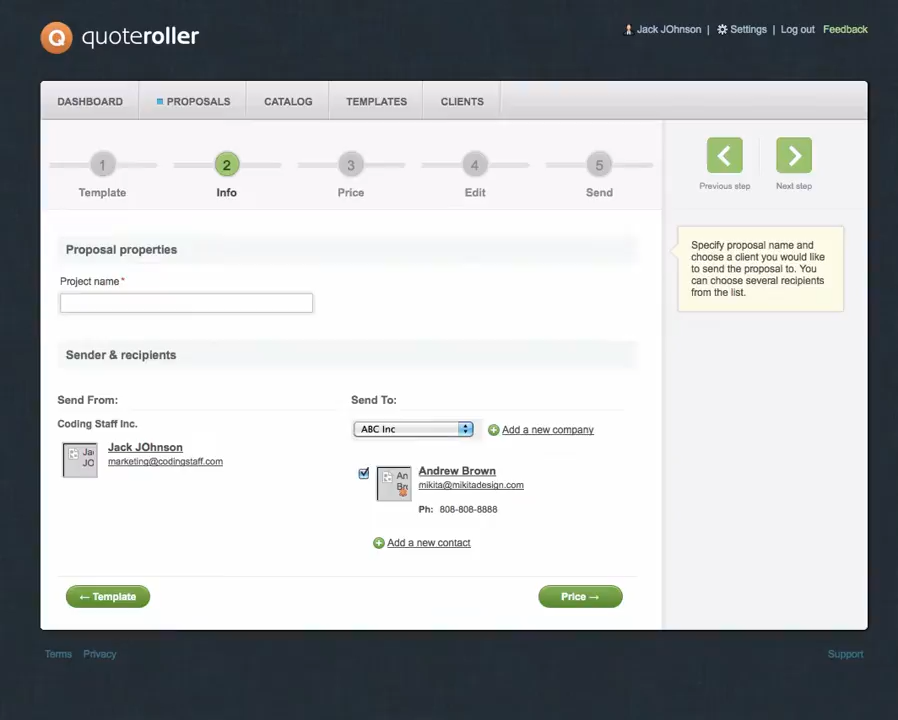 Q quoteroller
Jack JOhnson | Settings | Log out Feedback
DASHBOARD PROPOSALS CATALOG TEMPLATES CLIENTS
1 2 3 4 5
Template Info Price Edit Send
Previous step Next step
Proposal properties
Project name*
Specify proposal name and
choose a client you would like
to send the proposal to. You
can choose several recipients
from the list.
Sender & recipients
Send From:
Coding Staff Inc.
Ja
JO
Jack JOhnson
marketing@codingstaff.com
Send To:
ABC Inc
Add a new company
An
Bro
Andrew Brown
mikita@mikitadesign.com
Ph: 808-808-8888
Add a new contact
← Template
Price →
Terms Privacy
Support